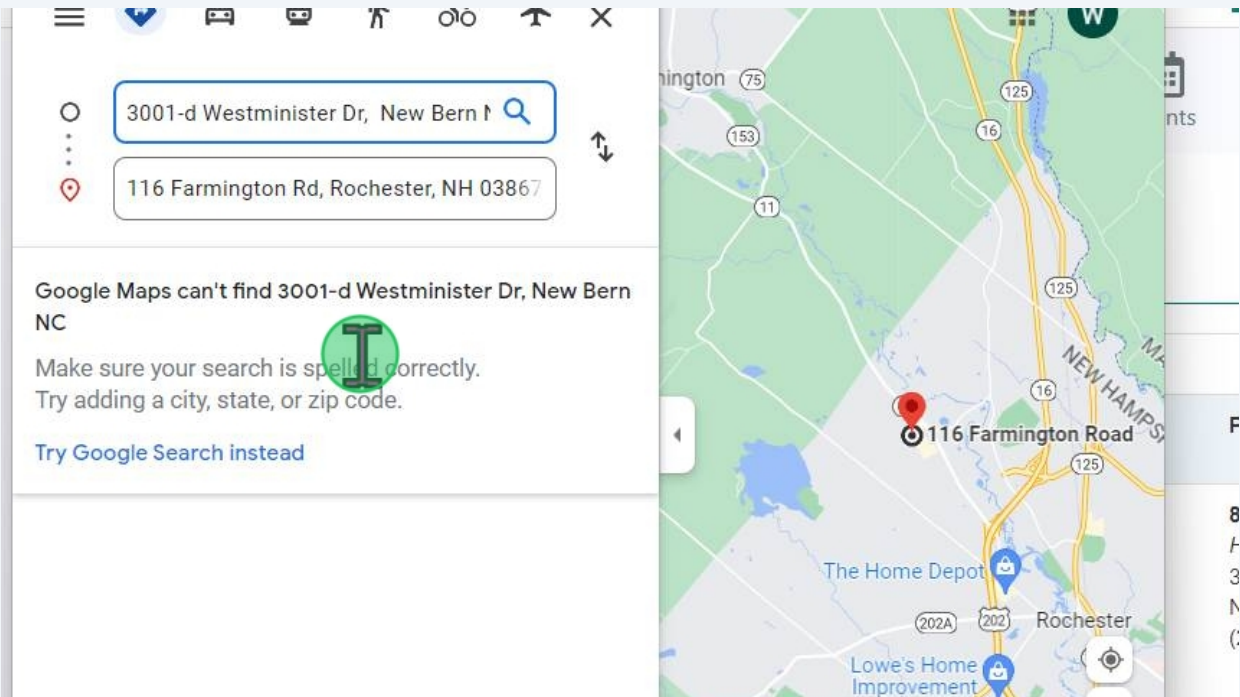 W
3001-d Westminister Dr, New Bern
116 Farmington Rd, Rochester, NH 03867
Google Maps can't find 3001-d Westminister Dr, New Bern
NC
Make sure your search is spelled correctly.
Try adding a city, state, or zip code.
Try Google Search instead
75
125
16
153
11
125
16
116 Farmington Road
125
The Home Depot
202A
202
Rochester
Lowe's Home
Improvement